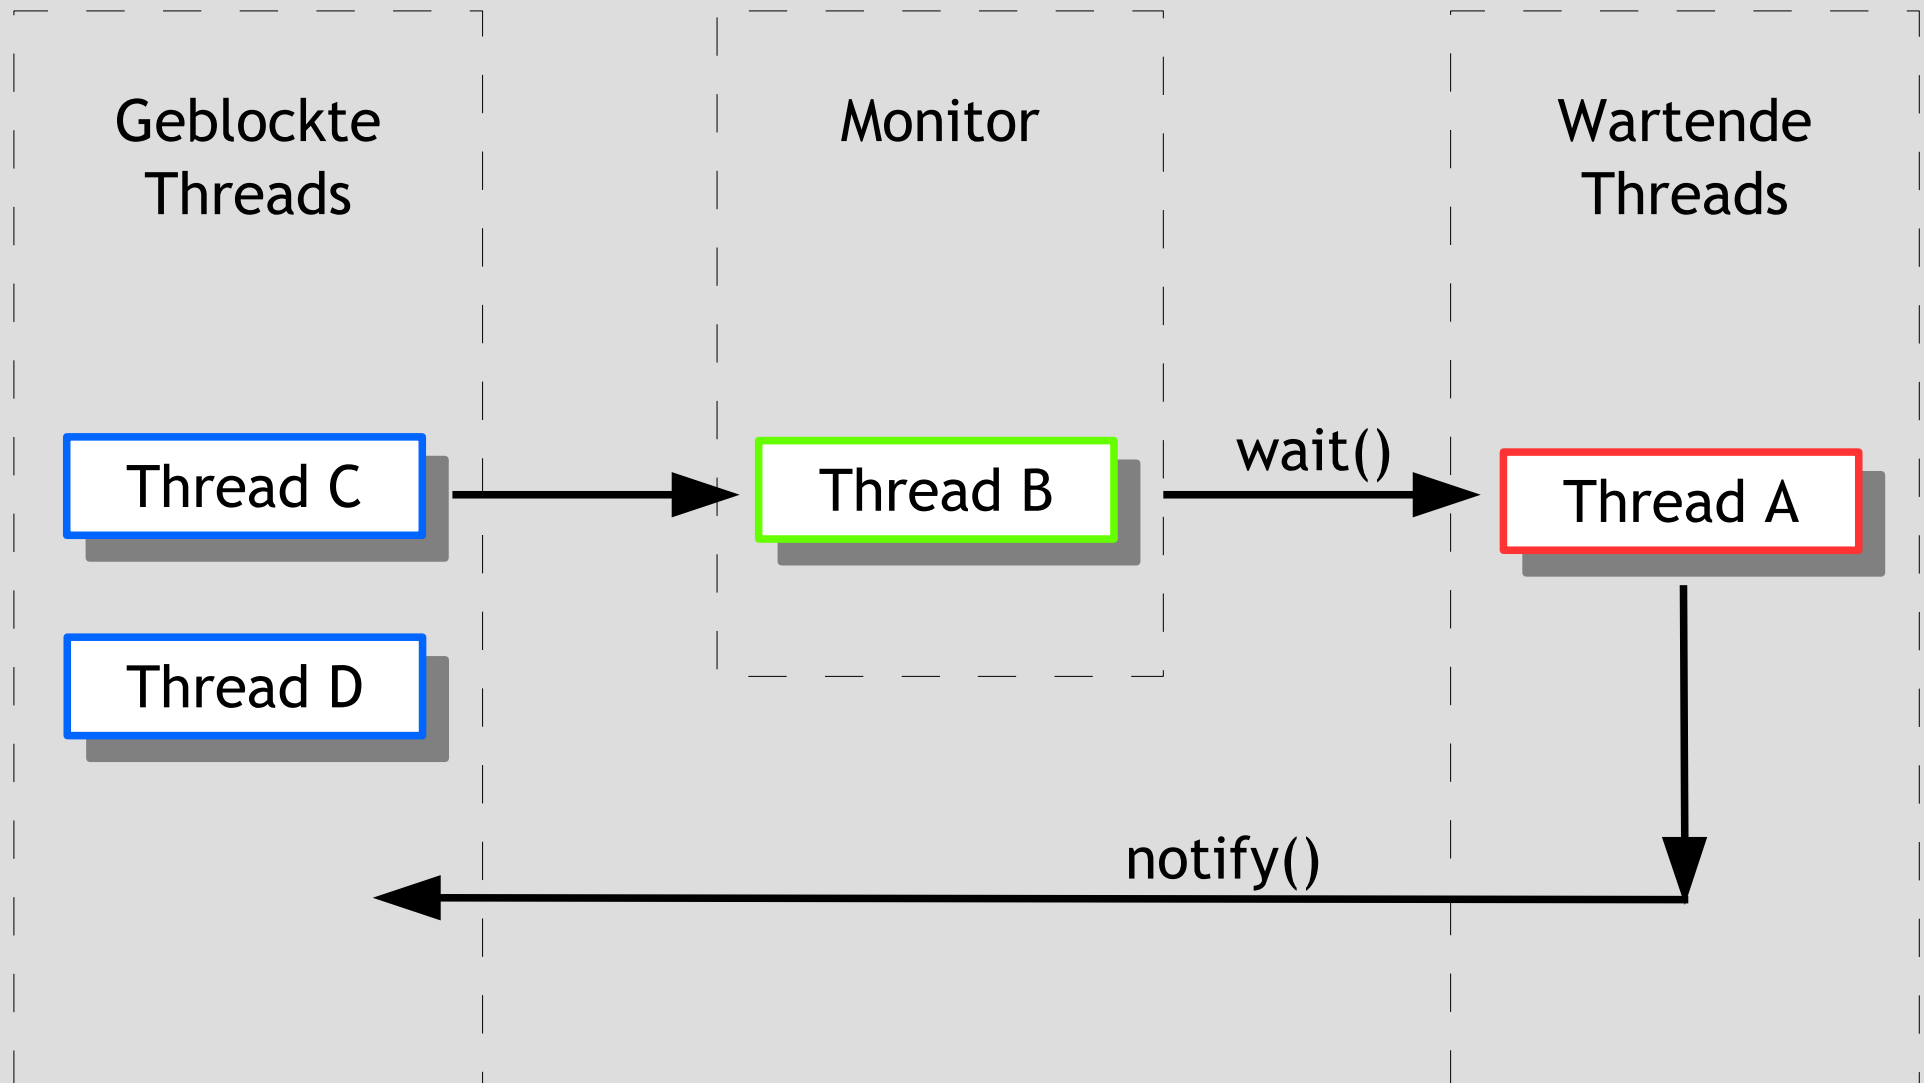 Geblockte
Threads
Monitor
Wartende
Threads
Thread C
Thread B
wait()
Thread A
Thread D
notify()